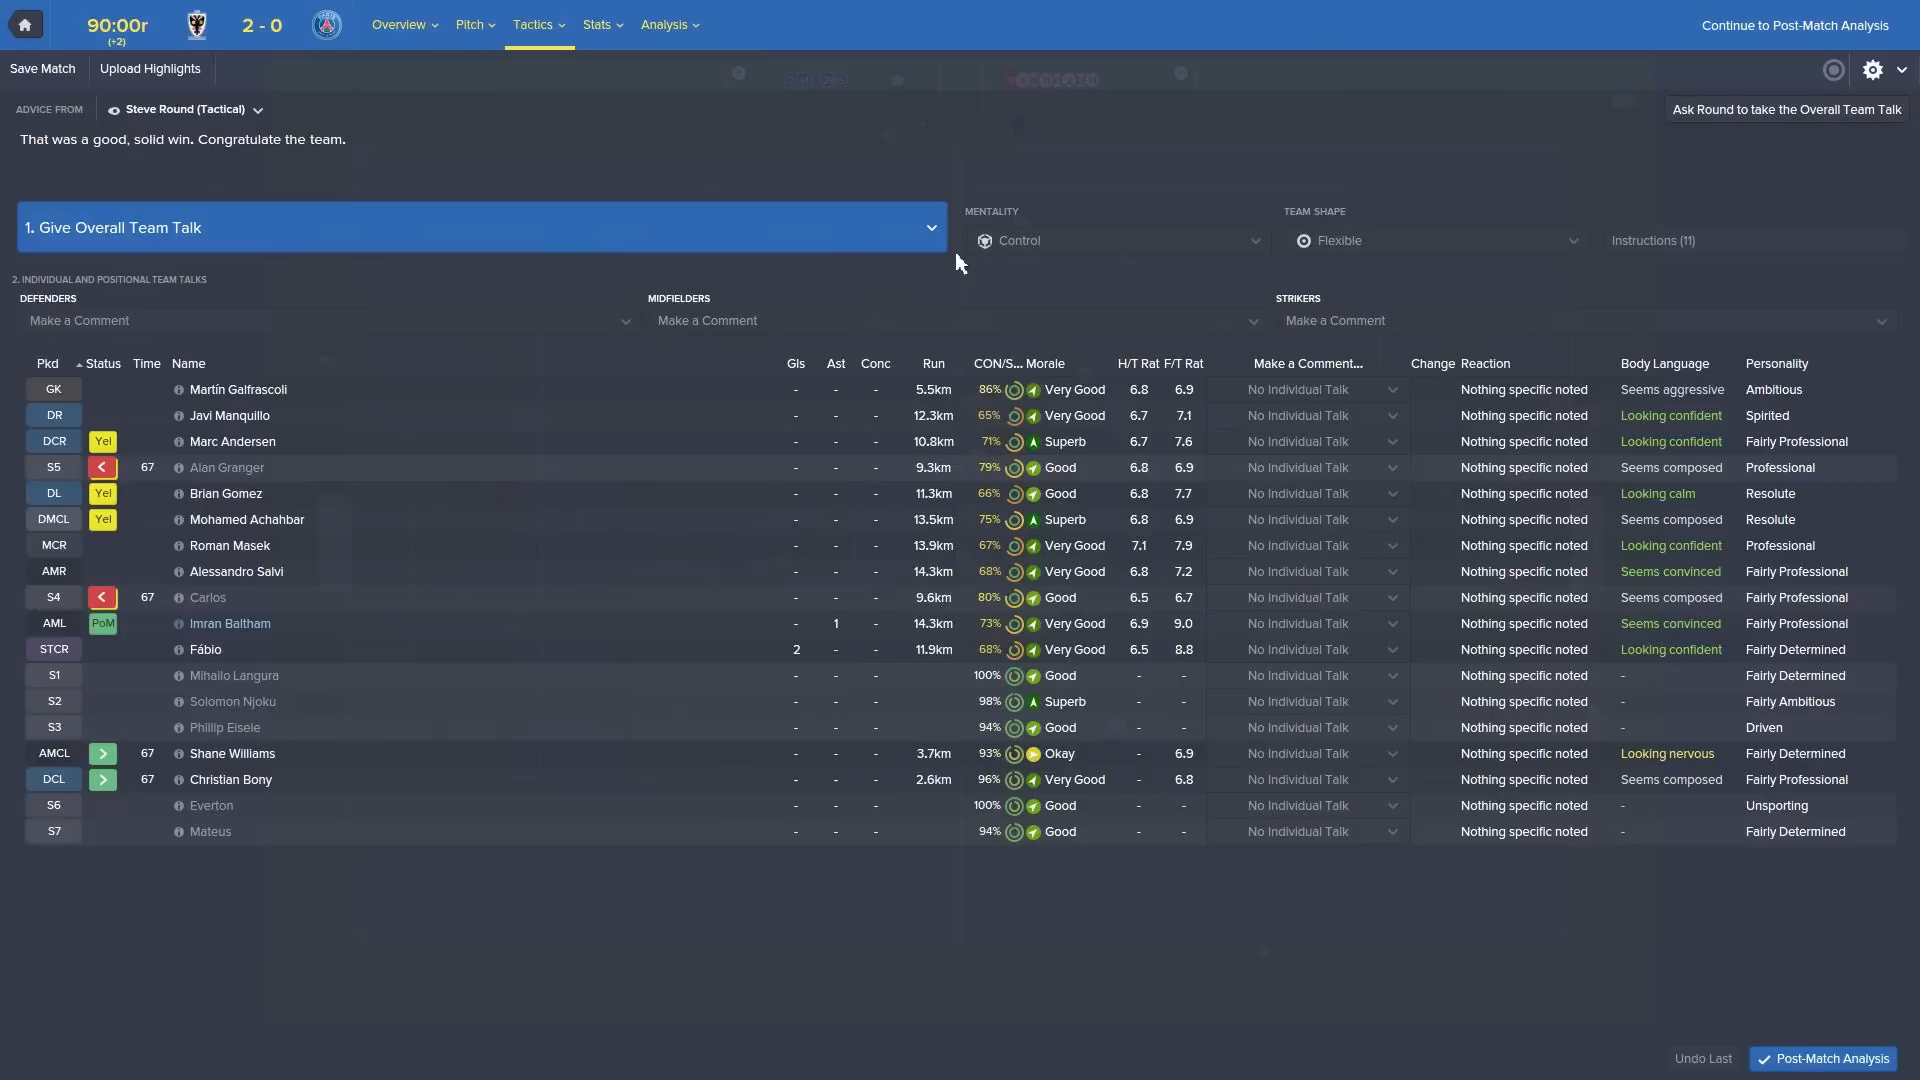 90:00r 2 - 0 Overview Pitch Tactics Stats Analysis Continue to Post-Match Analysis
(+2)
Save Match Upload Highlights
ADVICE FROM Steve Round (Tactical) Ask Round to take the Overall Team Talk
That was a good, solid win. Congratulate the team.
1. Give Overall Team Talk
MENTALITY TEAM SHAPE
Control Flexible Instructions (11)
2. INDIVIDUAL AND POSITIONAL TEAM TALKS
DEFENDERS MIDFIELDERS STRIKERS
Make a Comment Make a Comment Make a Comment
Pkd Status Time Name Gls Ast Conc Run CON/S... Morale H/T Rat F/T Rat Make a Comment... Change Reaction Body Language Personality
GK Martín Galfrascoli - - - 5.5km 86% Very Good 6.8 6.9 No Individual Talk Nothing specific noted Seems aggressive Ambitious
DR Javi Manquillo - - - 12.3km 65% Very Good 6.7 7.1 No Individual Talk Nothing specific noted Looking confident Spirited
DCR Yel Marc Andersen - - - 10.8km 71% Superb 6.7 7.6 No Individual Talk Nothing specific noted Looking confident Fairly Professional
S5 67 Alan Granger - - - 9.3km 79% Good 6.8 6.9 No Individual Talk Nothing specific noted Seems composed Professional
DL Yel Brian Gomez - - - 11.3km 66% Good 6.8 7.7 No Individual Talk Nothing specific noted Looking calm Resolute
DMCL Yel Mohamed Achahbar - - - 13.5km 75% Superb 6.8 6.9 No Individual Talk Nothing specific noted Seems composed Resolute
MCR Roman Masek - - - 13.9km 67% Very Good 7.1 7.9 No Individual Talk Nothing specific noted Looking confident Professional
AMR Alessandro Salvi - - - 14.3km 68% Very Good 6.8 7.2 No Individual Talk Nothing specific noted Seems convinced Fairly Professional
S4 67 Carlos - - - 9.6km 80% Good 6.5 6.7 No Individual Talk Nothing specific noted Seems composed Fairly Professional
AML PoM Imran Baltham - 1 - 14.3km 73% Very Good 6.9 9.0 No Individual Talk Nothing specific noted Seems convinced Fairly Professional
STCR Fábio 2 - - 11.9km 68% Very Good 6.5 8.8 No Individual Talk Nothing specific noted Looking confident Fairly Determined
S1 Mihailo Langura - - - 100% Good - - No Individual Talk Nothing specific noted - Fairly Determined
S2 Solomon Njoku - - - 98% Superb - - No Individual Talk Nothing specific noted - Fairly Ambitious
S3 Phillip Eisele - - - 94% Good - - No Individual Talk Nothing specific noted - Driven
AMCL 67 Shane Williams - - - 3.7km 93% Okay - 6.9 No Individual Talk Nothing specific noted Looking nervous Fairly Determined
DCL 67 Christian Bony - - - 2.6km 96% Very Good - 6.8 No Individual Talk Nothing specific noted Seems composed Fairly Professional
S6 Everton - - - 100% Good - - No Individual Talk Nothing specific noted - Unsporting
S7 Mateus - - - 94% Good - - No Individual Talk Nothing specific noted - Fairly Determined
Undo Last Post-Match Analysis